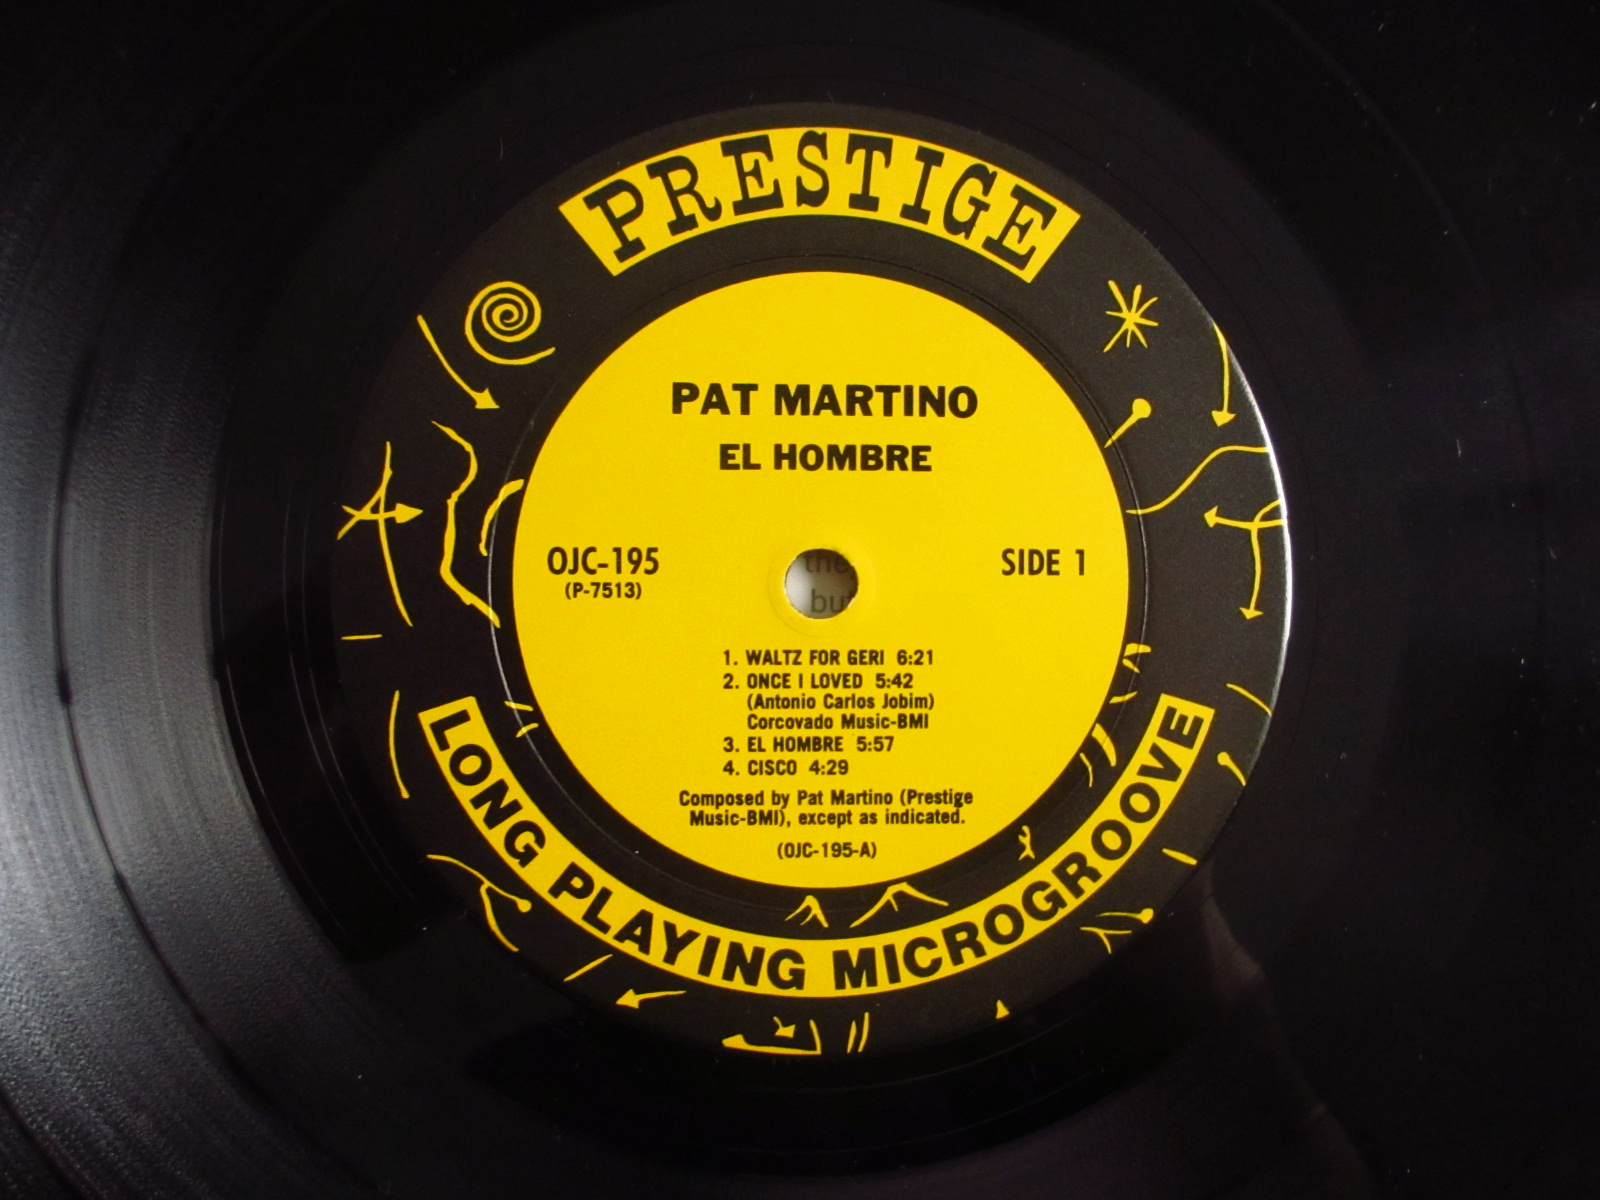 PRESTIGE
PAT MARTINO
EL HOMBRE
OJC-195
(P-7513)
SIDE 1
the
but
1. WALTZ FOR GERI 6:21
2. ONCE I LOVED 5:42
(Antonio Carlos Jobim)
Corcovado Music-BMI
3. EL HOMBRE 5:57
4. CISCO 4:29
Composed by Pat Martino (Prestige
Music-BMI), except as indicated.
(OJC-195-A)
LONG PLAYING MICROGROOVE